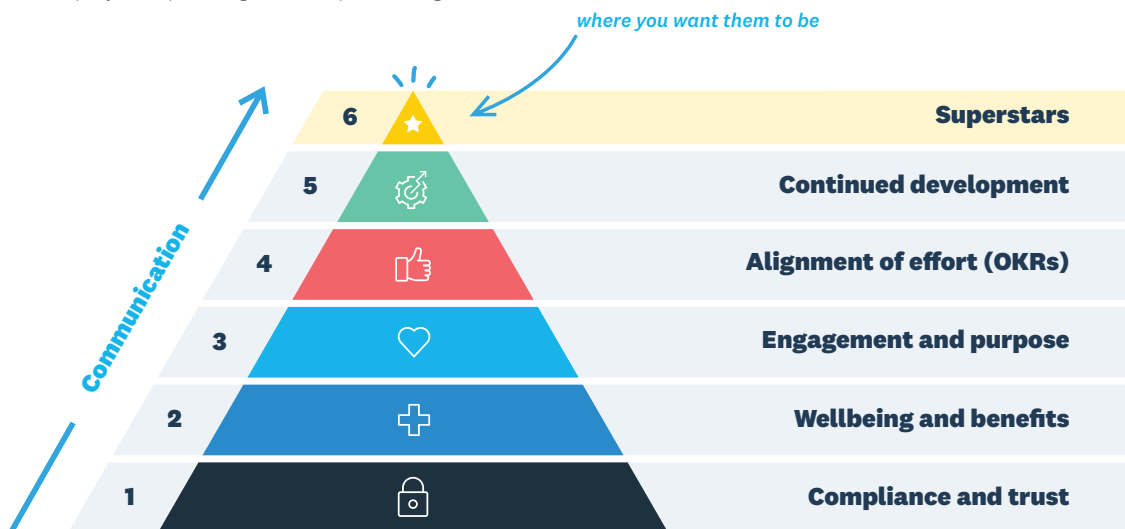 where you want them to be
6 Superstars
5 Continued development
4 Alignment of effort (OKRs)
Communication
3 Engagement and purpose
2 Wellbeing and benefits
1 Compliance and trust